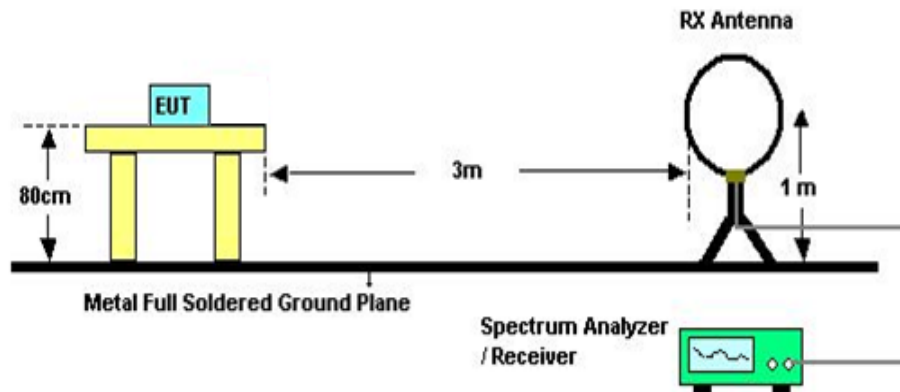 RX Antenna
EUT
3m
80cm
1 m
Metal Full Soldered Ground Plane
Spectrum Analyzer
/ Receiver